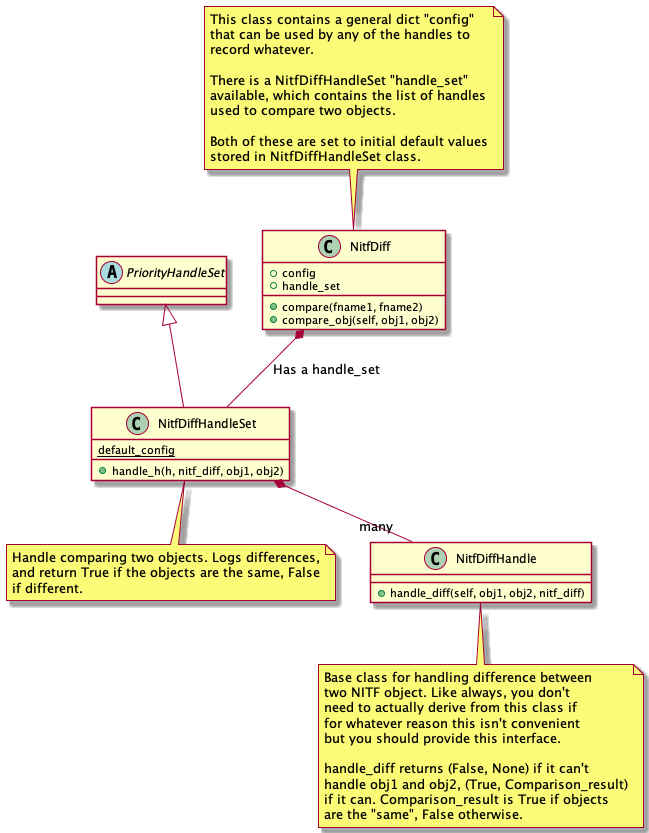 This class contains a general dict "config"
that can be used by any of the handles to
record whatever.
There is a NitfDiffHandleSet "handle_set"
available, which contains the list of handles
used to compare two objects.
Both of these are set to initial default values
stored in NitfDiffHandleSet class.
C NitfDiff
config
handle_set
compare(fname1, fname2)
compare_obj(self, obj1, obj2)
A PriorityHandleSet
Has a handle_set
C NitfDiffHandleSet
default_config
handle_h(h, nitf_diff, obj1, obj2)
many
Handle comparing two objects. Logs differences,
and return True if the objects are the same, False
if different.
C NitfDiffHandle
handle_diff(self, obj1, obj2, nitf_diff)
Base class for handling difference between
two NITF object. Like always, you don't
need to actually derive from this class if
for whatever reason this isn't convenient
but you should provide this interface.
handle_diff returns (False, None) if it can't
handle obj1 and obj2, (True, Comparison_result)
if it can. Comparison_result is True if objects
are the "same", False otherwise.